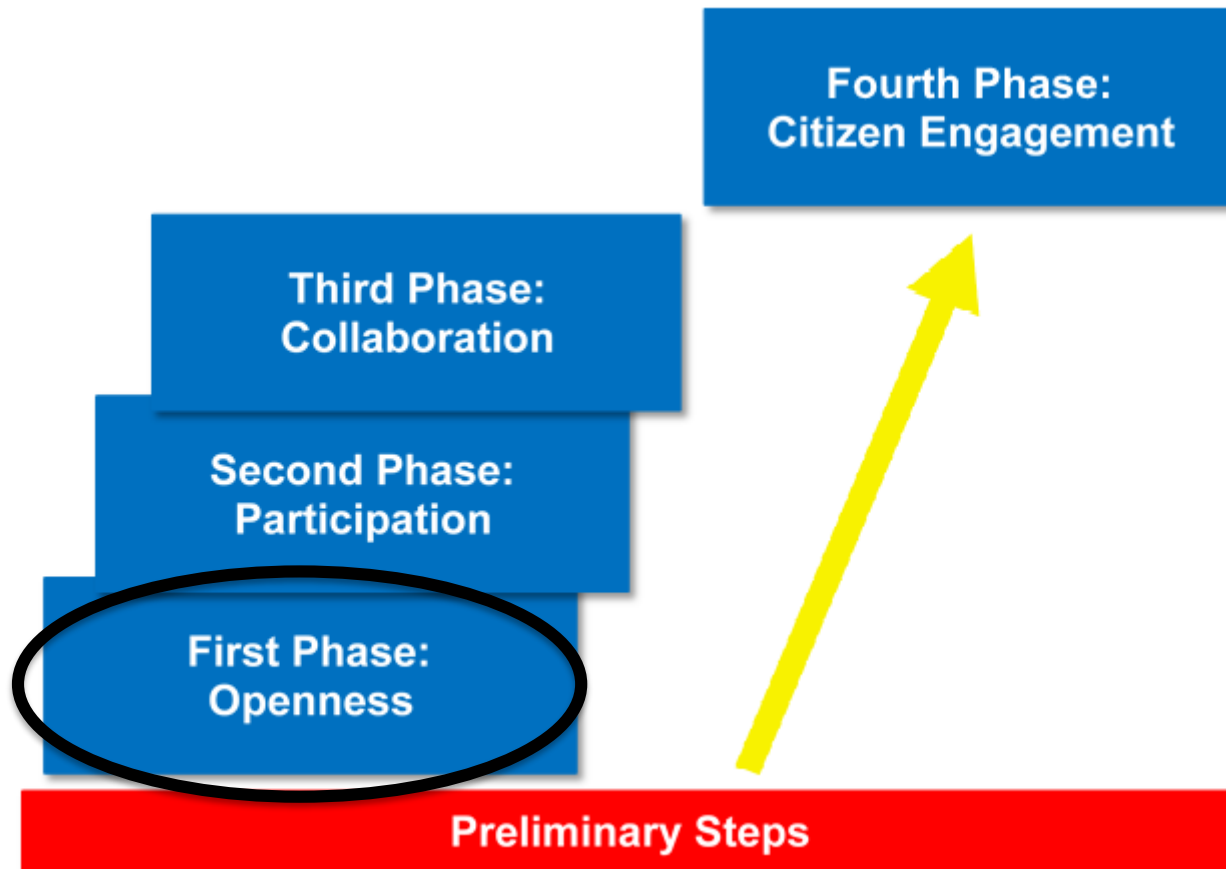 Fourth Phase:
Citizen Engagement
Third Phase:
Collaboration
Second Phase:
Participation
First Phase:
Openness
Preliminary Steps